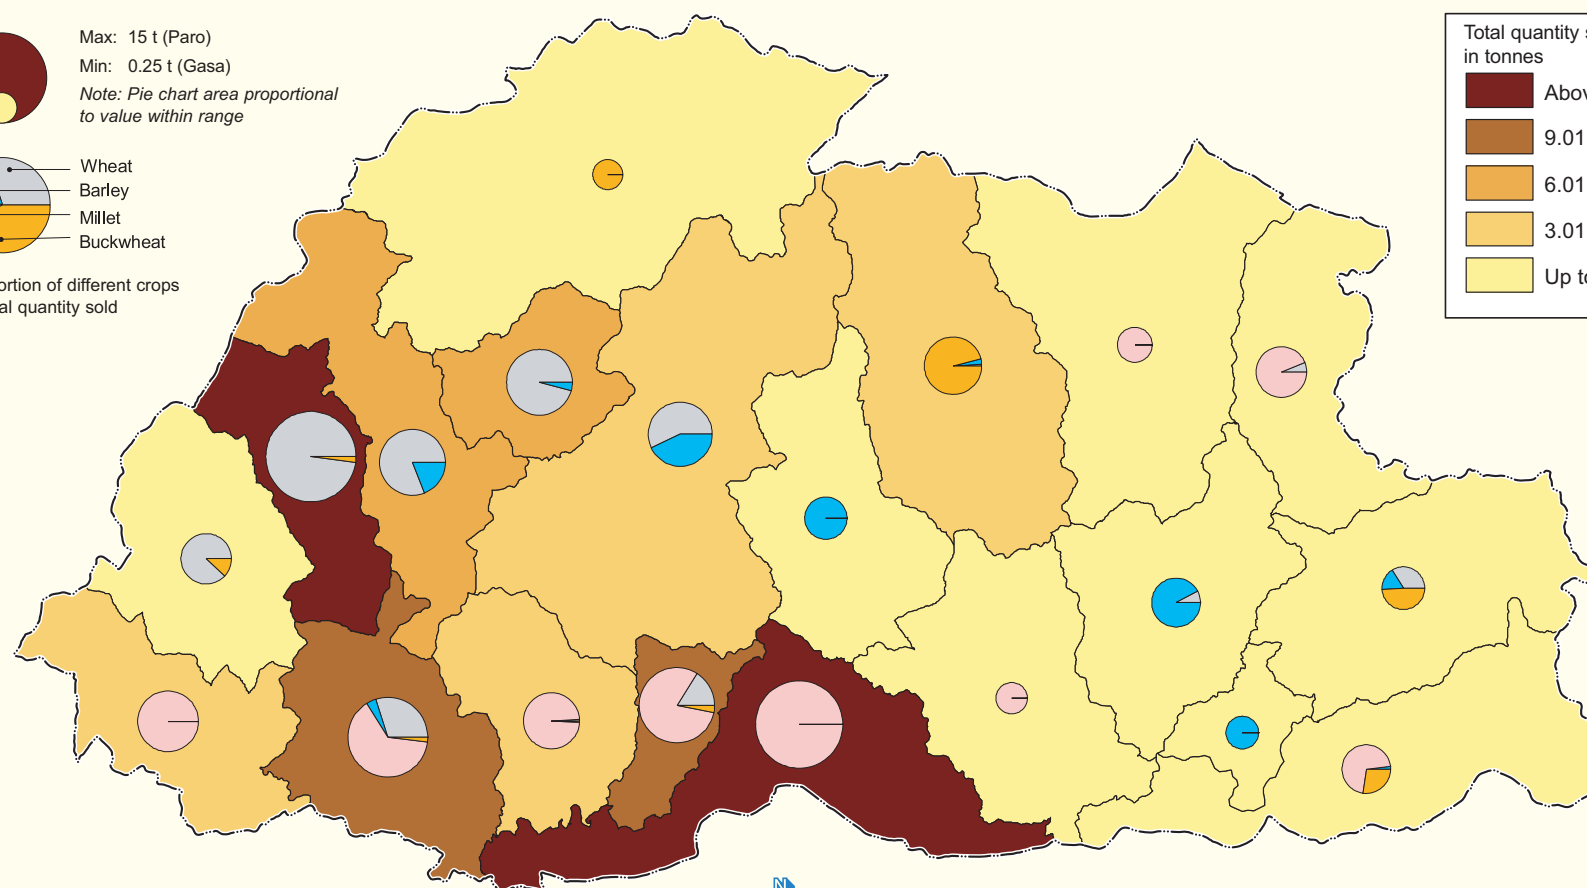 Max: 15 t (Paro)
Min: 0.25 t (Gasa)
Note: Pie chart area proportional
to value within range
Wheat
Barley
Millet
Buckwheat
ortion of different crops
al quantity sold
Total quantity s
in tonnes
Abov
9.01
6.01
3.01
Up to
N